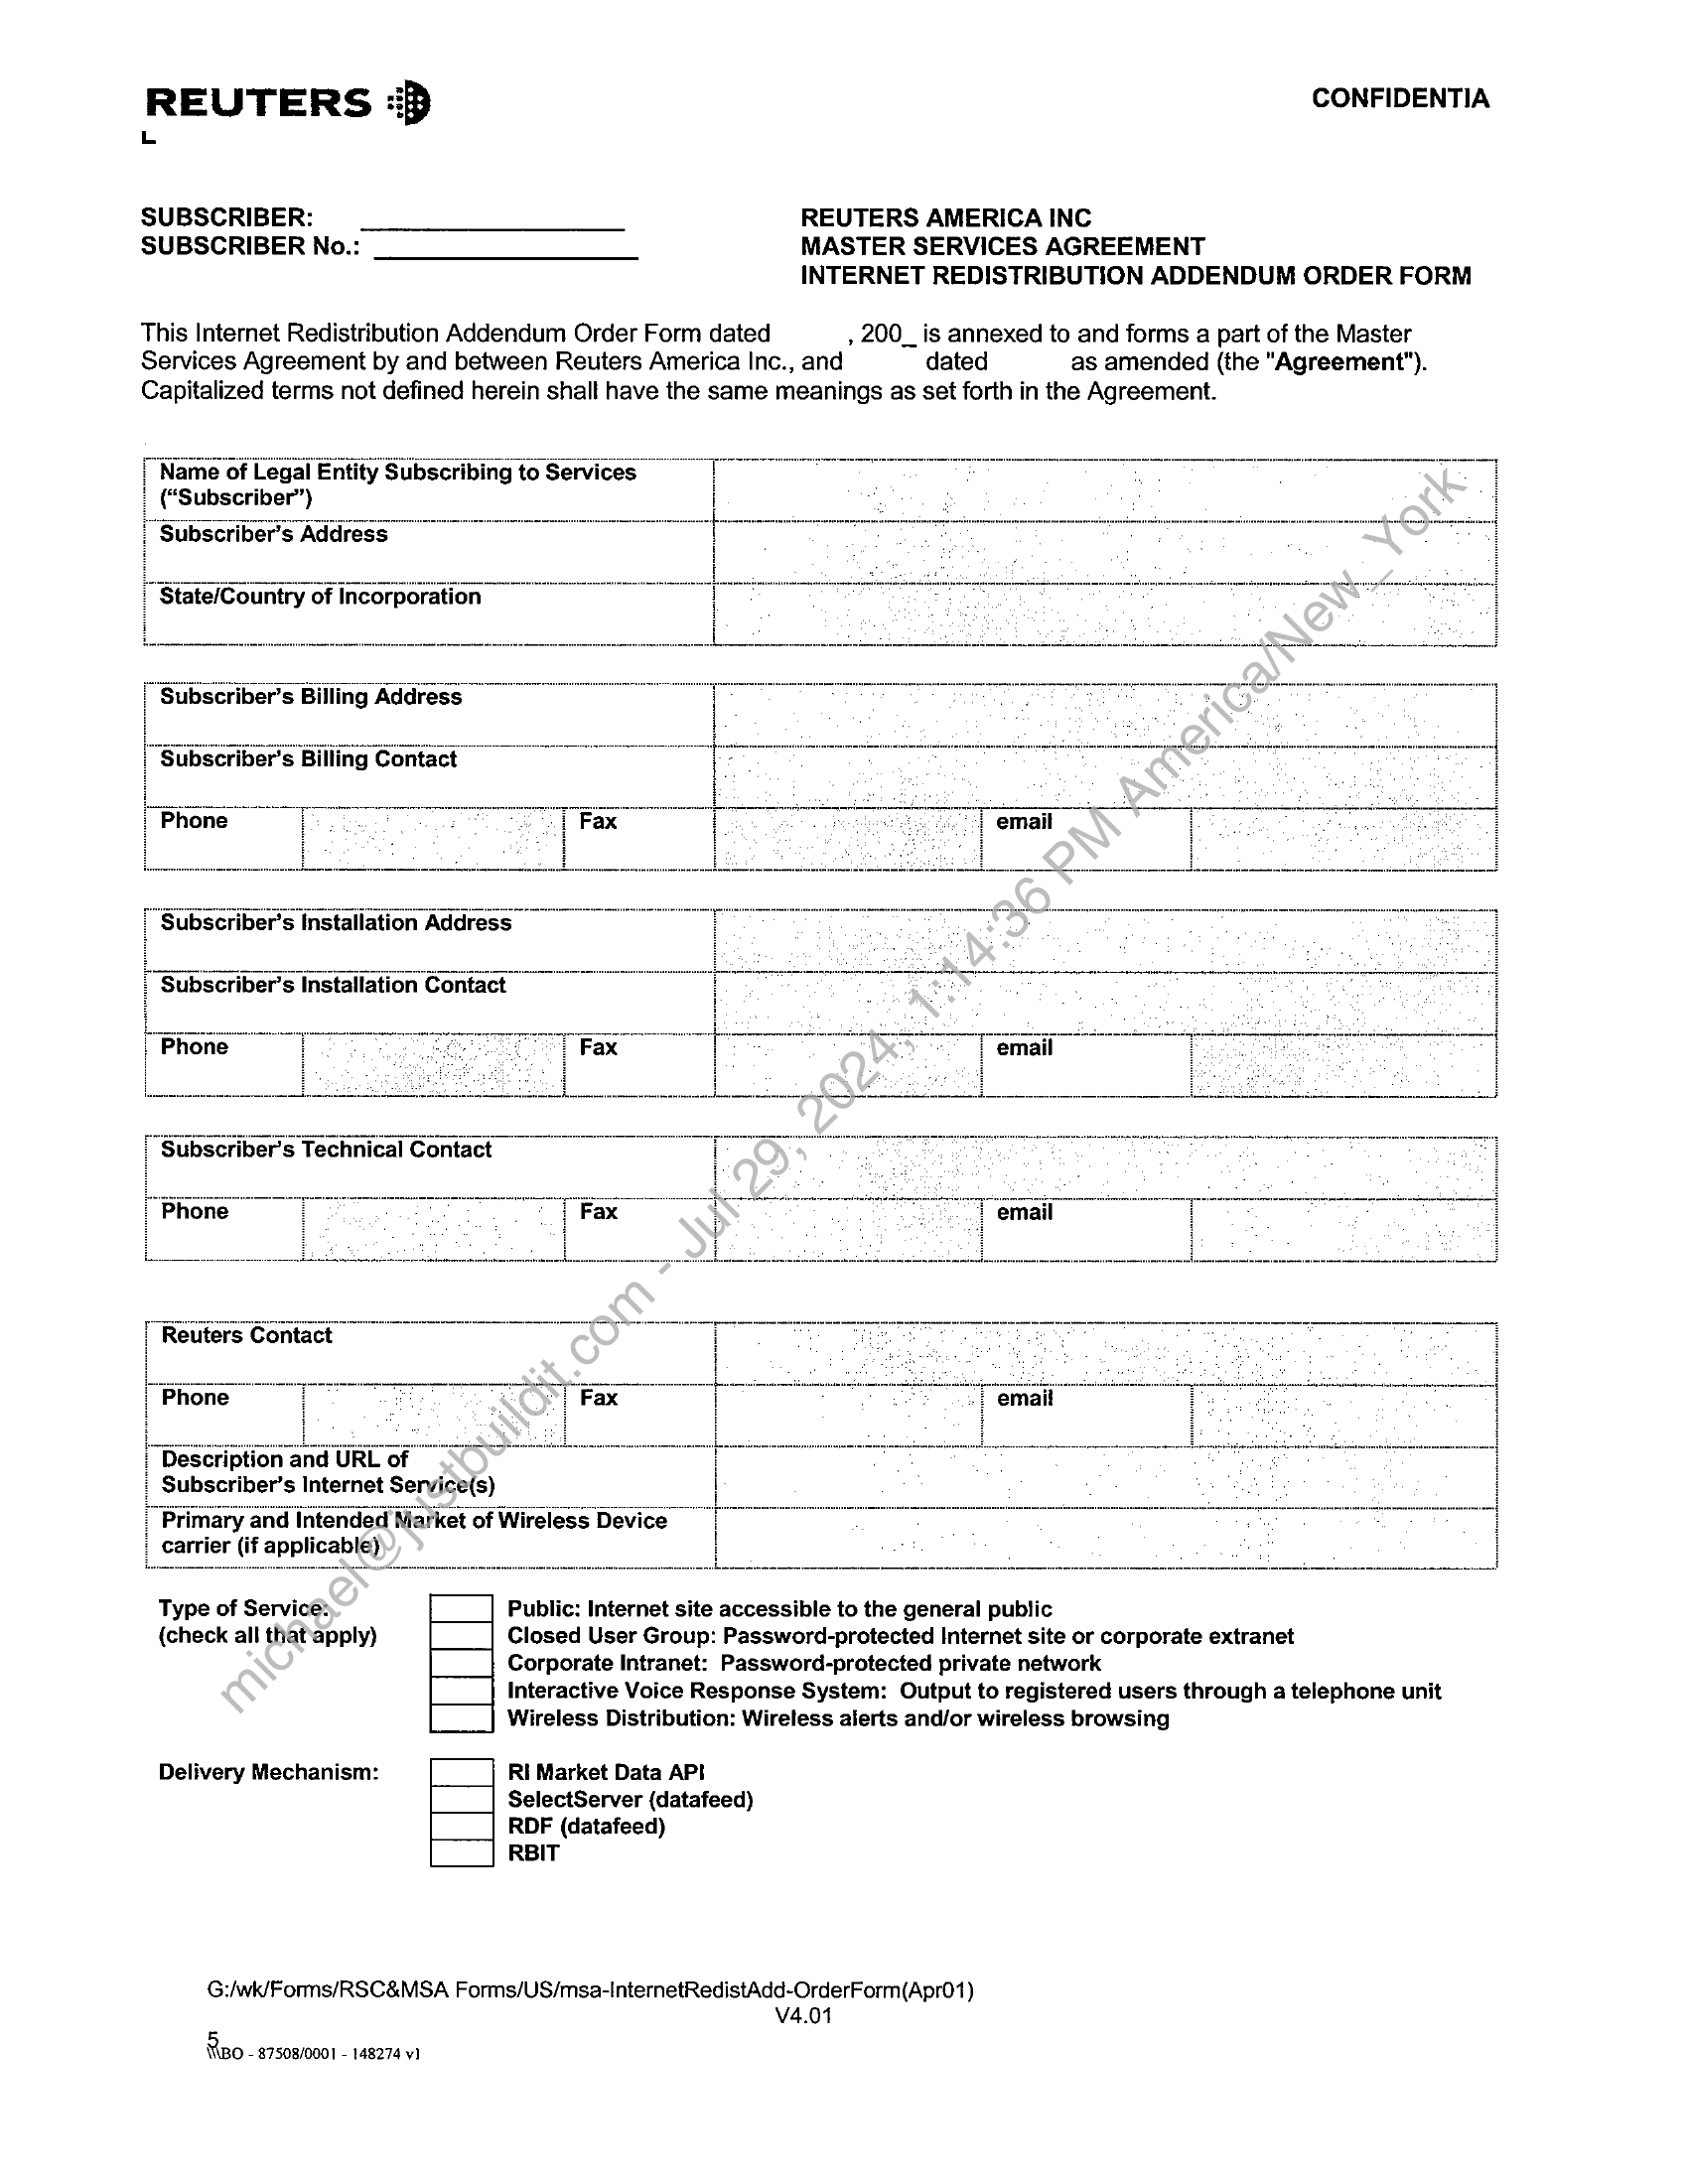 REUTERS
CONFIDENTIA
L
SUBSCRIBER:
SUBSCRIBER No.:
REUTERS AMERICA INC
MASTER SERVICES AGREEMENT
INTERNET REDISTRIBUTION ADDENDUM ORDER FORM
This Internet Redistribution Addendum Order Form dated , 200_ is annexed to and forms a part of the Master
Services Agreement by and between Reuters America Inc., and dated as amended (the "Agreement").
Capitalized terms not defined herein shall have the same meanings as set forth in the Agreement.
Name of Legal Entity Subscribing to Services
(“Subscriber”)
Subscriber’s Address
State/Country of Incorporation
Subscriber’s Billing Address
Subscriber’s Billing Contact
Phone Fax email
Subscriber’s Installation Address
Subscriber’s Installation Contact
Phone Fax email
Subscriber’s Technical Contact
Phone Fax email
Reuters Contact
Phone Fax email
Description and URL of
Subscriber’s Internet Service(s)
Primary and Intended Market of Wireless Device
carrier (if applicable)
Type of Service:
(check all that apply)
Public: Internet site accessible to the general public
Closed User Group: Password-protected Internet site or corporate extranet
Corporate Intranet: Password-protected private network
Interactive Voice Response System: Output to registered users through a telephone unit
Wireless Distribution: Wireless alerts and/or wireless browsing
Delivery Mechanism:
RI Market Data API
SelectServer (datafeed)
RDF (datafeed)
RBIT
G:/wk/Forms/RSC&MSA Forms/US/msa-InternetRedistAdd-OrderForm(Apr01)
V4.01
5
\\\BO - 87508/0001 - 148274 v1
michael@justbuildit.com - Jul 29, 2024, 1:14:36 PM America/New_York